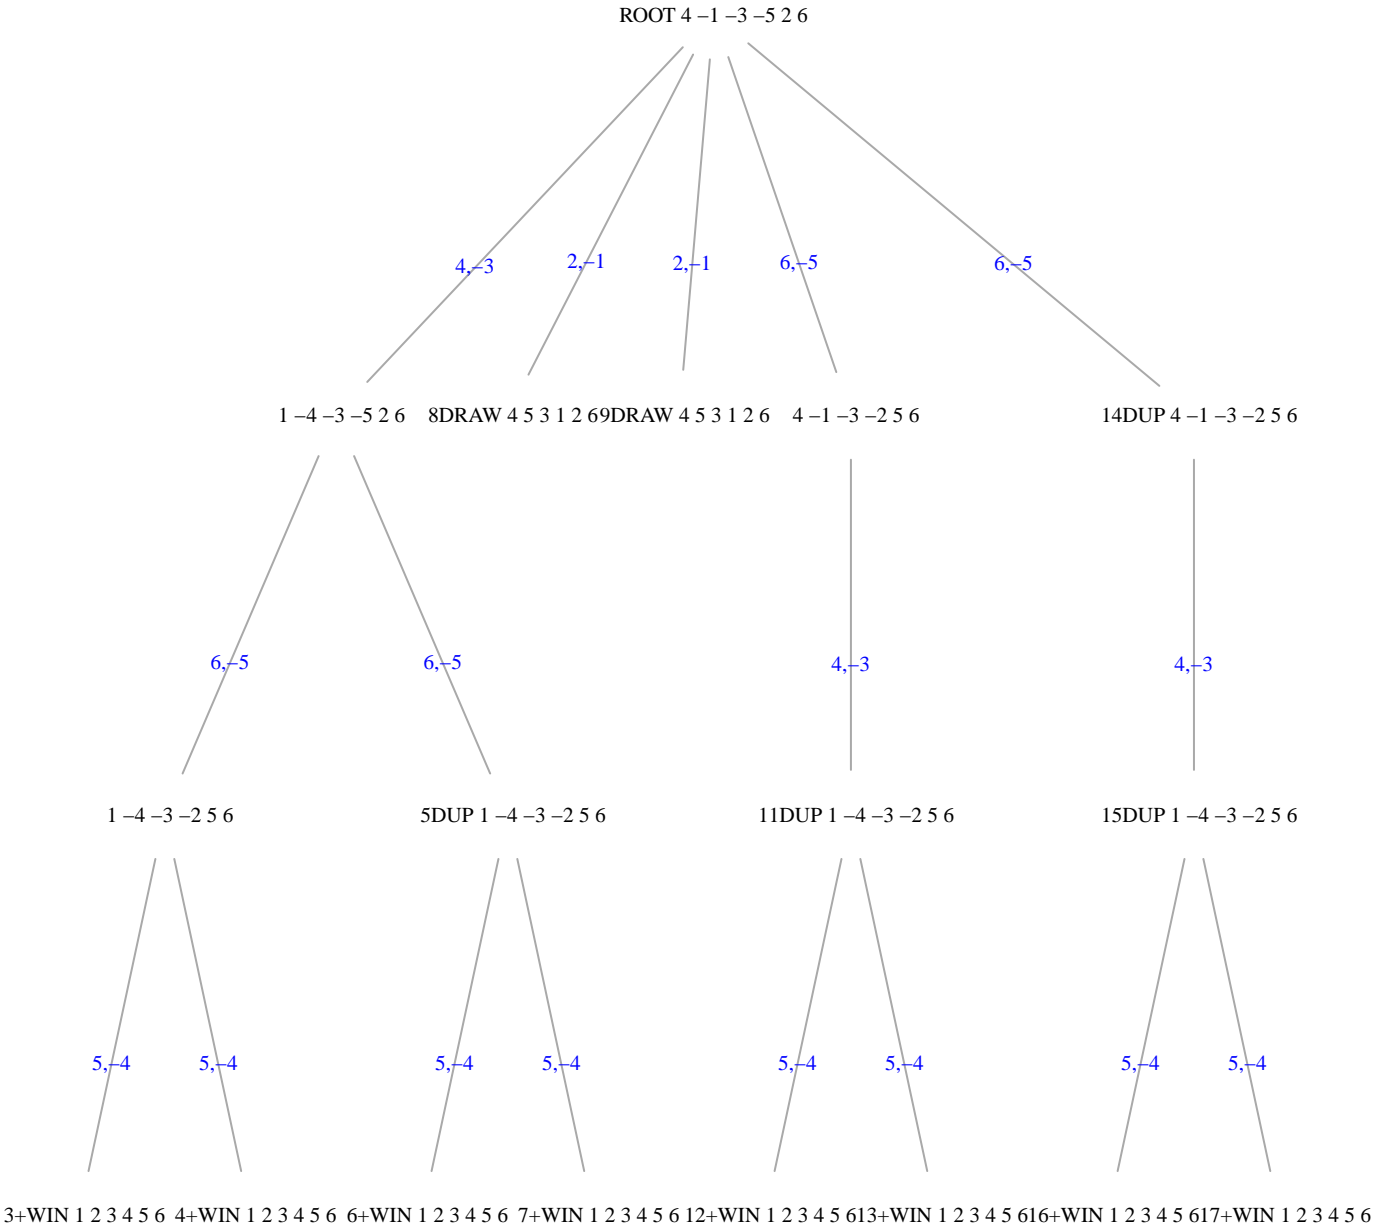 ROOT 4 –1 –3 –5 2 6
4,–3 2,–1 2,–1 6,–5 6,–5
1 –4 –3 –5 2 6 8DRAW 4 5 3 1 2 6 9DRAW 4 5 3 1 2 6 4 –1 –3 –2 5 6 14DUP 4 –1 –3 –2 5 6
6,–5 6,–5 4,–3 4,–3
1 –4 –3 –2 5 6 5DUP 1 –4 –3 –2 5 6 11DUP 1 –4 –3 –2 5 6 15DUP 1 –4 –3 –2 5 6
5,–4 5,–4 5,–4 5,–4 5,–4 5,–4 5,–4 5,–4
3+WIN 1 2 3 4 5 6 4+WIN 1 2 3 4 5 6 6+WIN 1 2 3 4 5 6 7+WIN 1 2 3 4 5 6 12+WIN 1 2 3 4 5 6 13+WIN 1 2 3 4 5 6 16+WIN 1 2 3 4 5 6 17+WIN 1 2 3 4 5 6